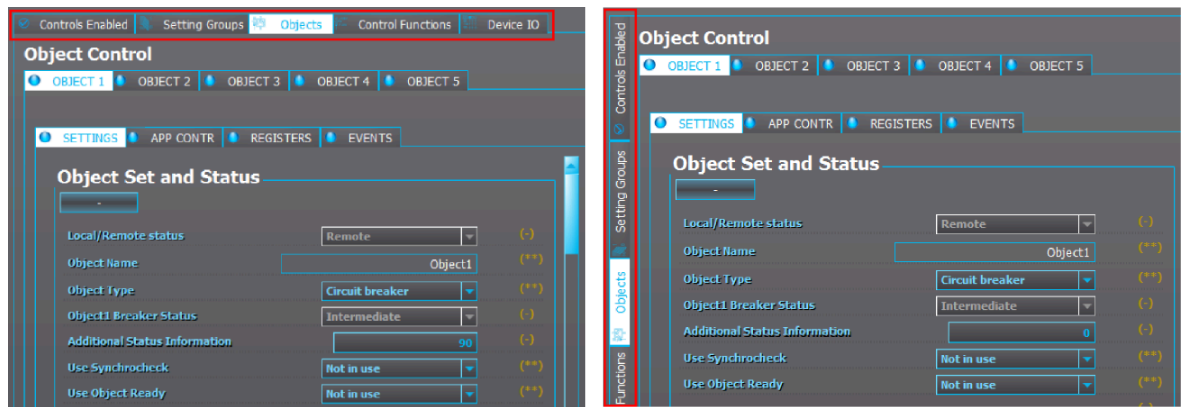 Controls Enabled Setting Groups Objects Control Functions Device IO
Object Control
OBJECT 1 OBJECT 2 OBJECT 3 OBJECT 4 OBJECT 5
SETTINGS APP CONTR REGISTERS EVENTS
Object Set and Status
-
Local/Remote status Remote (-)
Object Name Object1 (**)
Object Type Circuit breaker (**)
Object1 Breaker Status Intermediate (-)
Additional Status Information 90 (-)
Use Synchrocheck Not in use (**)
Use Object Ready Not in use (**)
Controls Enabled
Setting Groups
Objects
Functions
Object Control
OBJECT 1 OBJECT 2 OBJECT 3 OBJECT 4 OBJECT 5
SETTINGS APP CONTR REGISTERS EVENTS
Object Set and Status
-
Local/Remote status Remote (-)
Object Name Object1 (**)
Object Type Circuit breaker (**)
Object1 Breaker Status Intermediate (-)
Additional Status Information 0 (-)
Use Synchrocheck Not in use (**)
Use Object Ready Not in use (**)